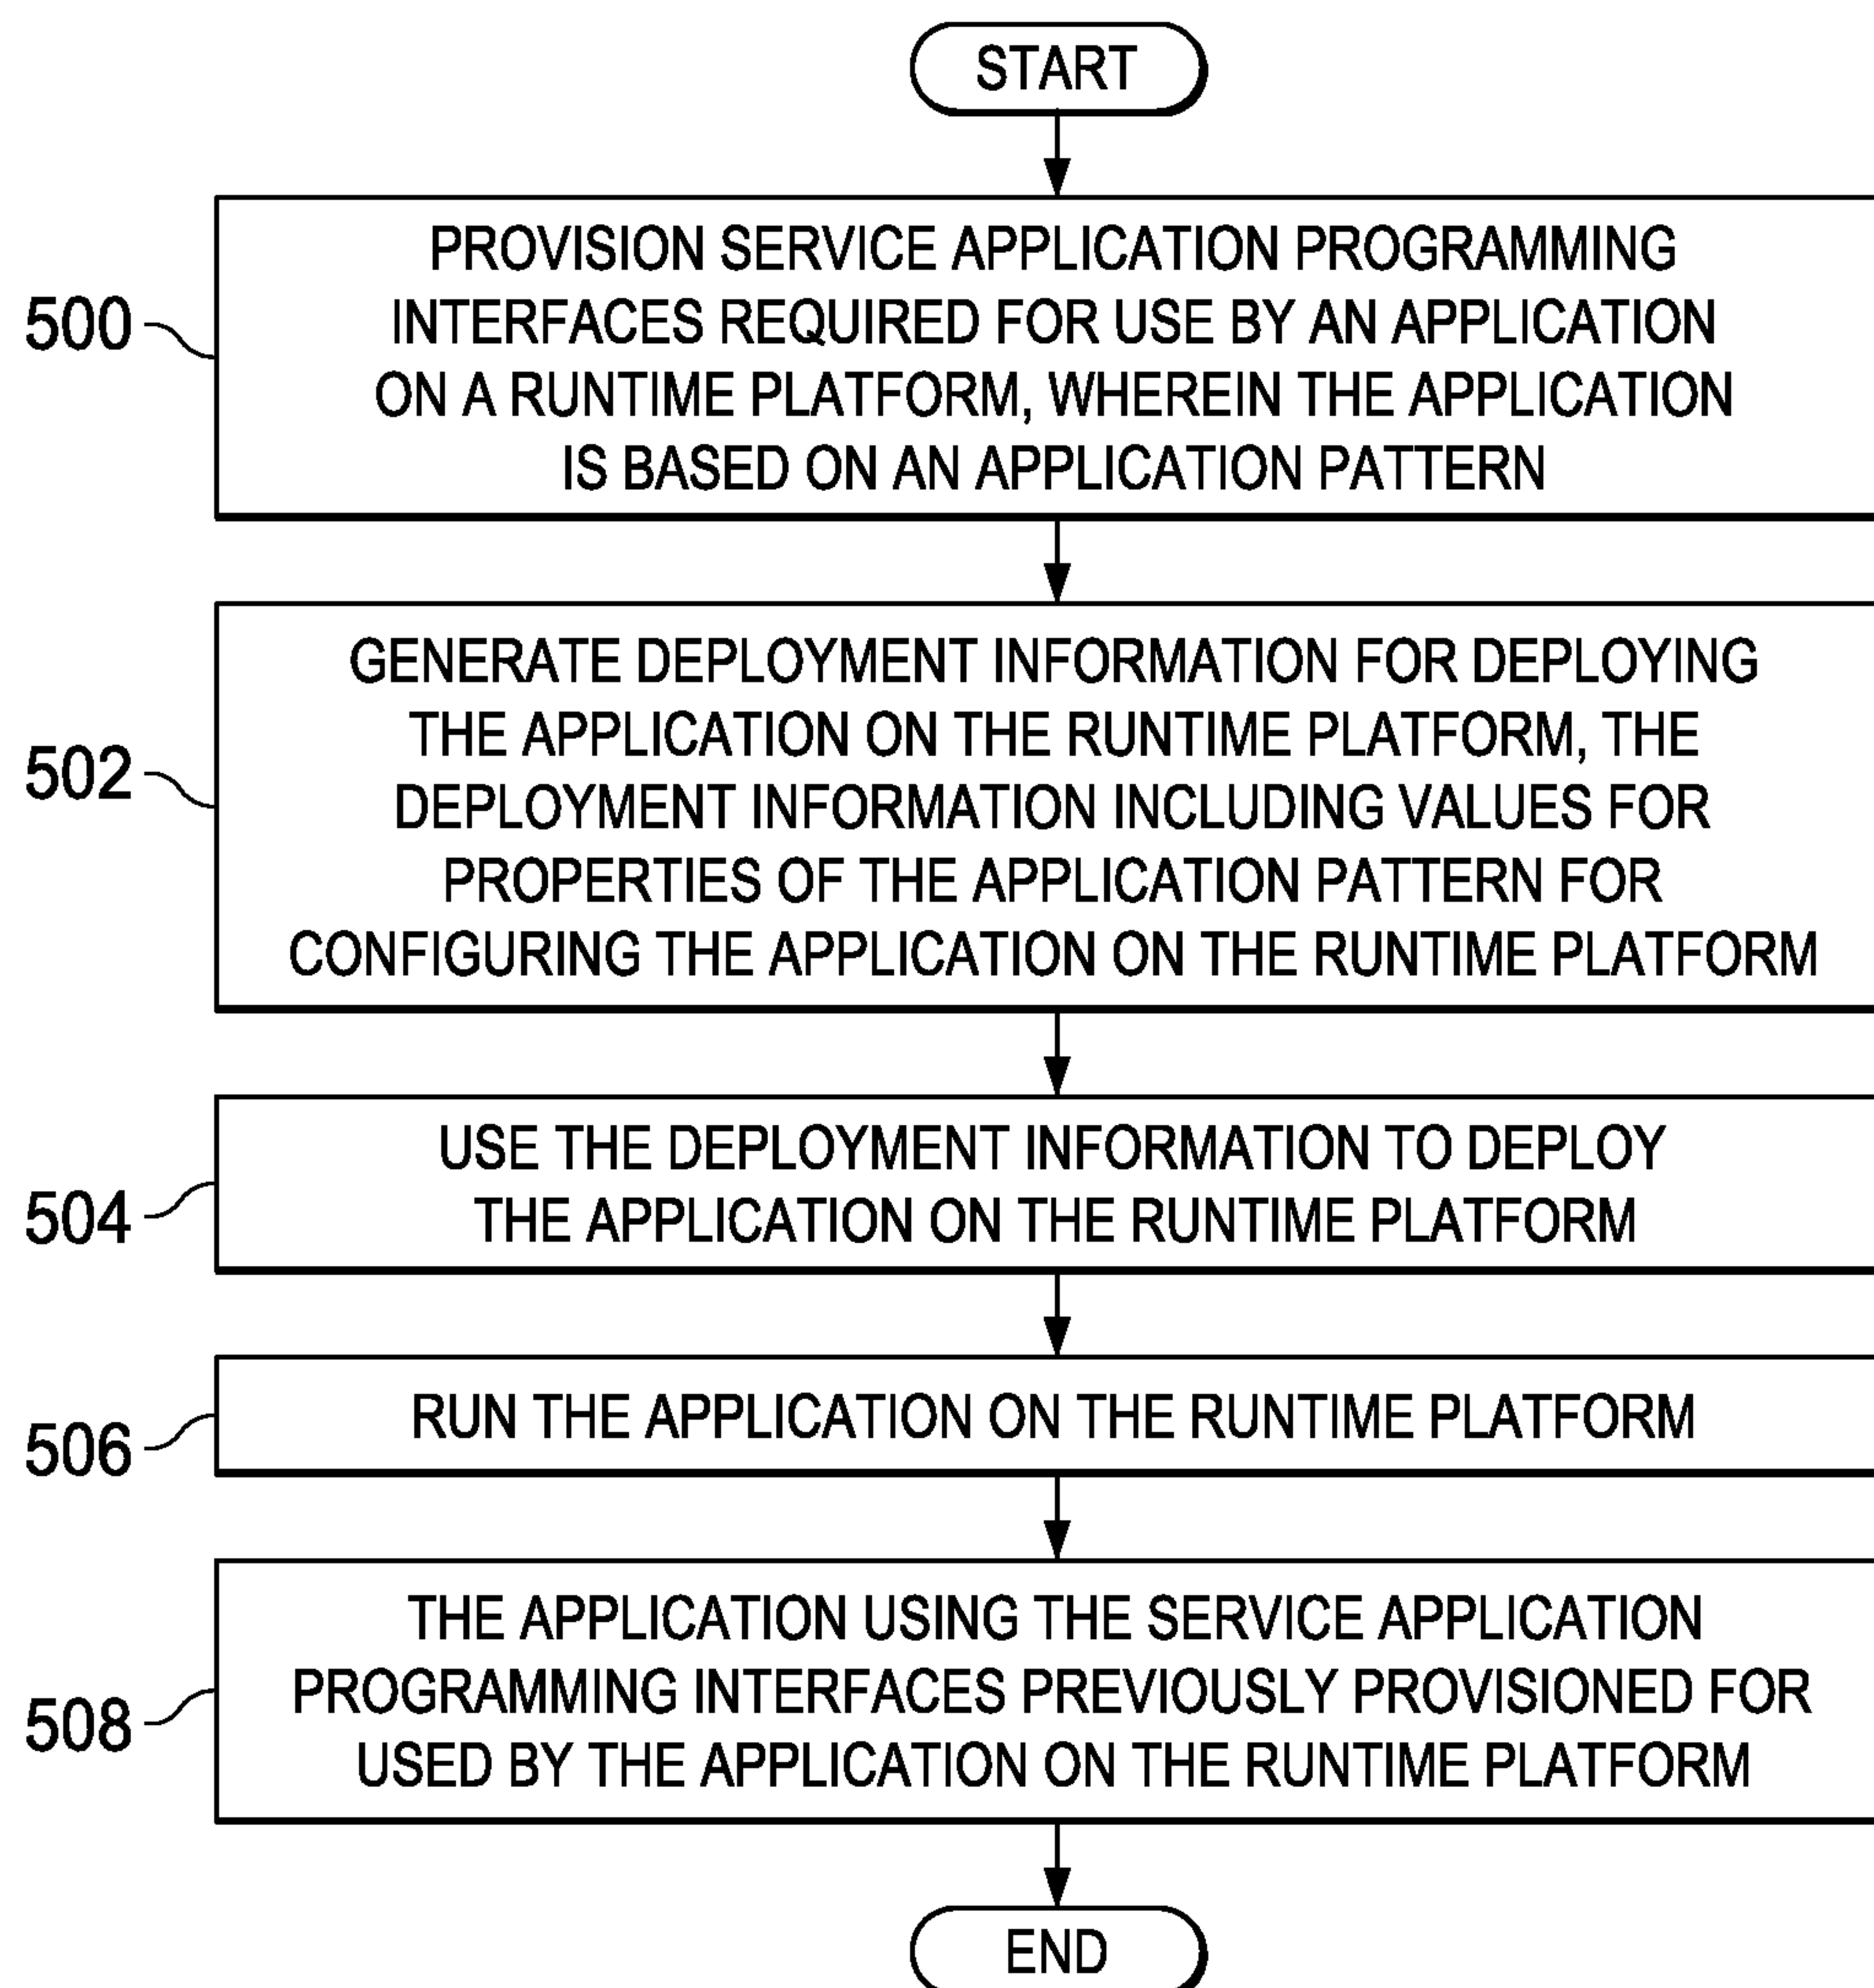 START
500
PROVISION SERVICE APPLICATION PROGRAMMING
INTERFACES REQUIRED FOR USE BY AN APPLICATION
ON A RUNTIME PLATFORM, WHEREIN THE APPLICATION
IS BASED ON AN APPLICATION PATTERN
502
GENERATE DEPLOYMENT INFORMATION FOR DEPLOYING
THE APPLICATION ON THE RUNTIME PLATFORM, THE
DEPLOYMENT INFORMATION INCLUDING VALUES FOR
PROPERTIES OF THE APPLICATION PATTERN FOR
CONFIGURING THE APPLICATION ON THE RUNTIME PLATFORM
504
USE THE DEPLOYMENT INFORMATION TO DEPLOY
THE APPLICATION ON THE RUNTIME PLATFORM
506
RUN THE APPLICATION ON THE RUNTIME PLATFORM
508
THE APPLICATION USING THE SERVICE APPLICATION
PROGRAMMING INTERFACES PREVIOUSLY PROVISIONED FOR
USED BY THE APPLICATION ON THE RUNTIME PLATFORM
END